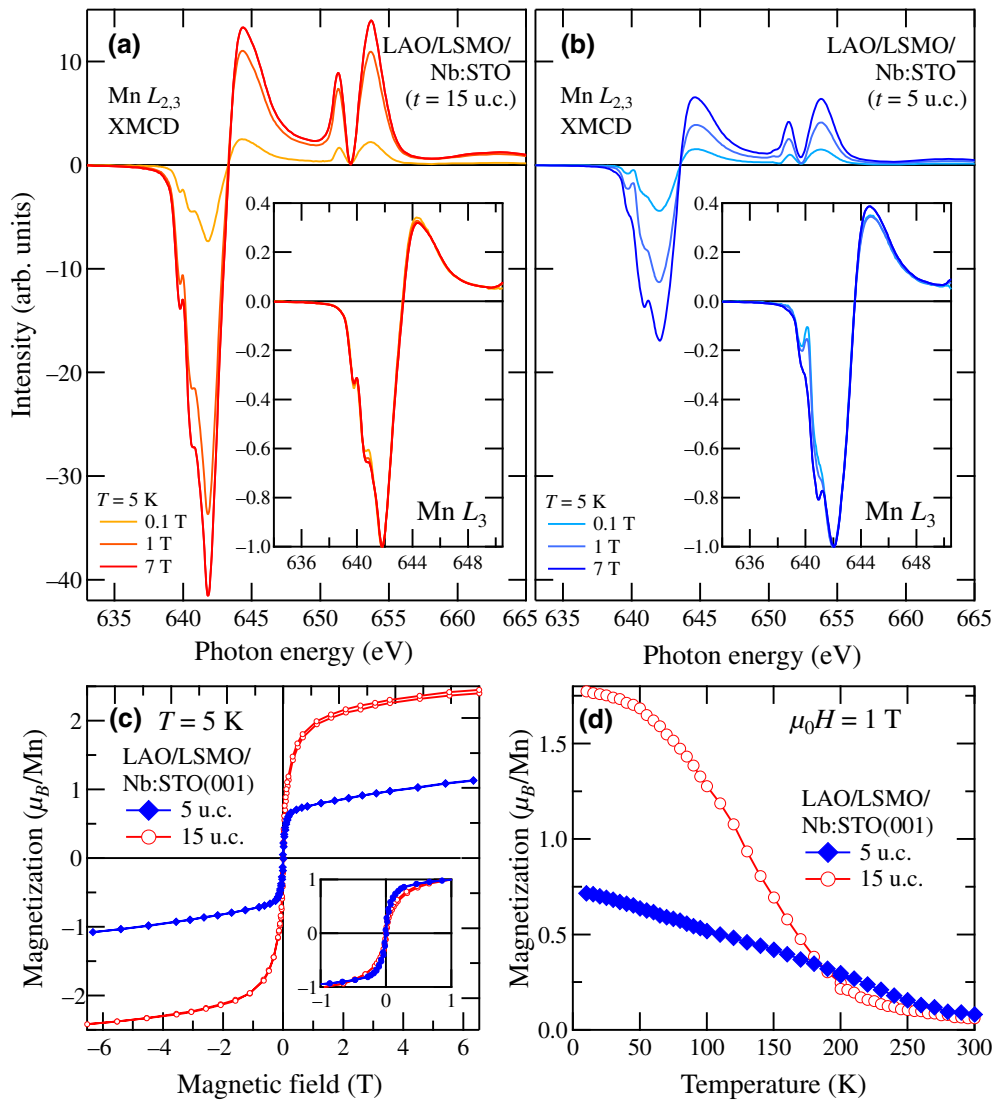 (a)
LAO/LSMO/
Nb:STO
(t = 15 u.c.)
Mn L2,3
XMCD
10
0
−10
−20
−30
−40
Intensity (arb. units)
0.4
0.2
0.0
−0.2
−0.4
−0.6
−0.8
−1.0
636 640 644 648
Mn L3
T = 5 K
0.1 T
1 T
7 T
635 640 645 650 655 660 665
Photon energy (eV)
(b)
LAO/LSMO/
Nb:STO
(t = 5 u.c.)
Mn L2,3
XMCD
0.4
0.2
0.0
−0.2
−0.4
−0.6
−0.8
−1.0
636 640 644 648
Mn L3
T = 5 K
0.1 T
1 T
7 T
635 640 645 650 655 660 665
Photon energy (eV)
(c)
T = 5 K
LAO/LSMO/
Nb:STO(001)
5 u.c.
15 u.c.
2
1
0
−1
−2
Magnetization (μB/Mn)
1
0
−1
−1 0 1
−6 −4 −2 0 2 4 6
Magnetic field (T)
(d)
μ0H = 1 T
LAO/LSMO/
Nb:STO(001)
5 u.c.
15 u.c.
1.5
1.0
0.5
0.0
Magnetization (μB/Mn)
0 50 100 150 200 250 300
Temperature (K)